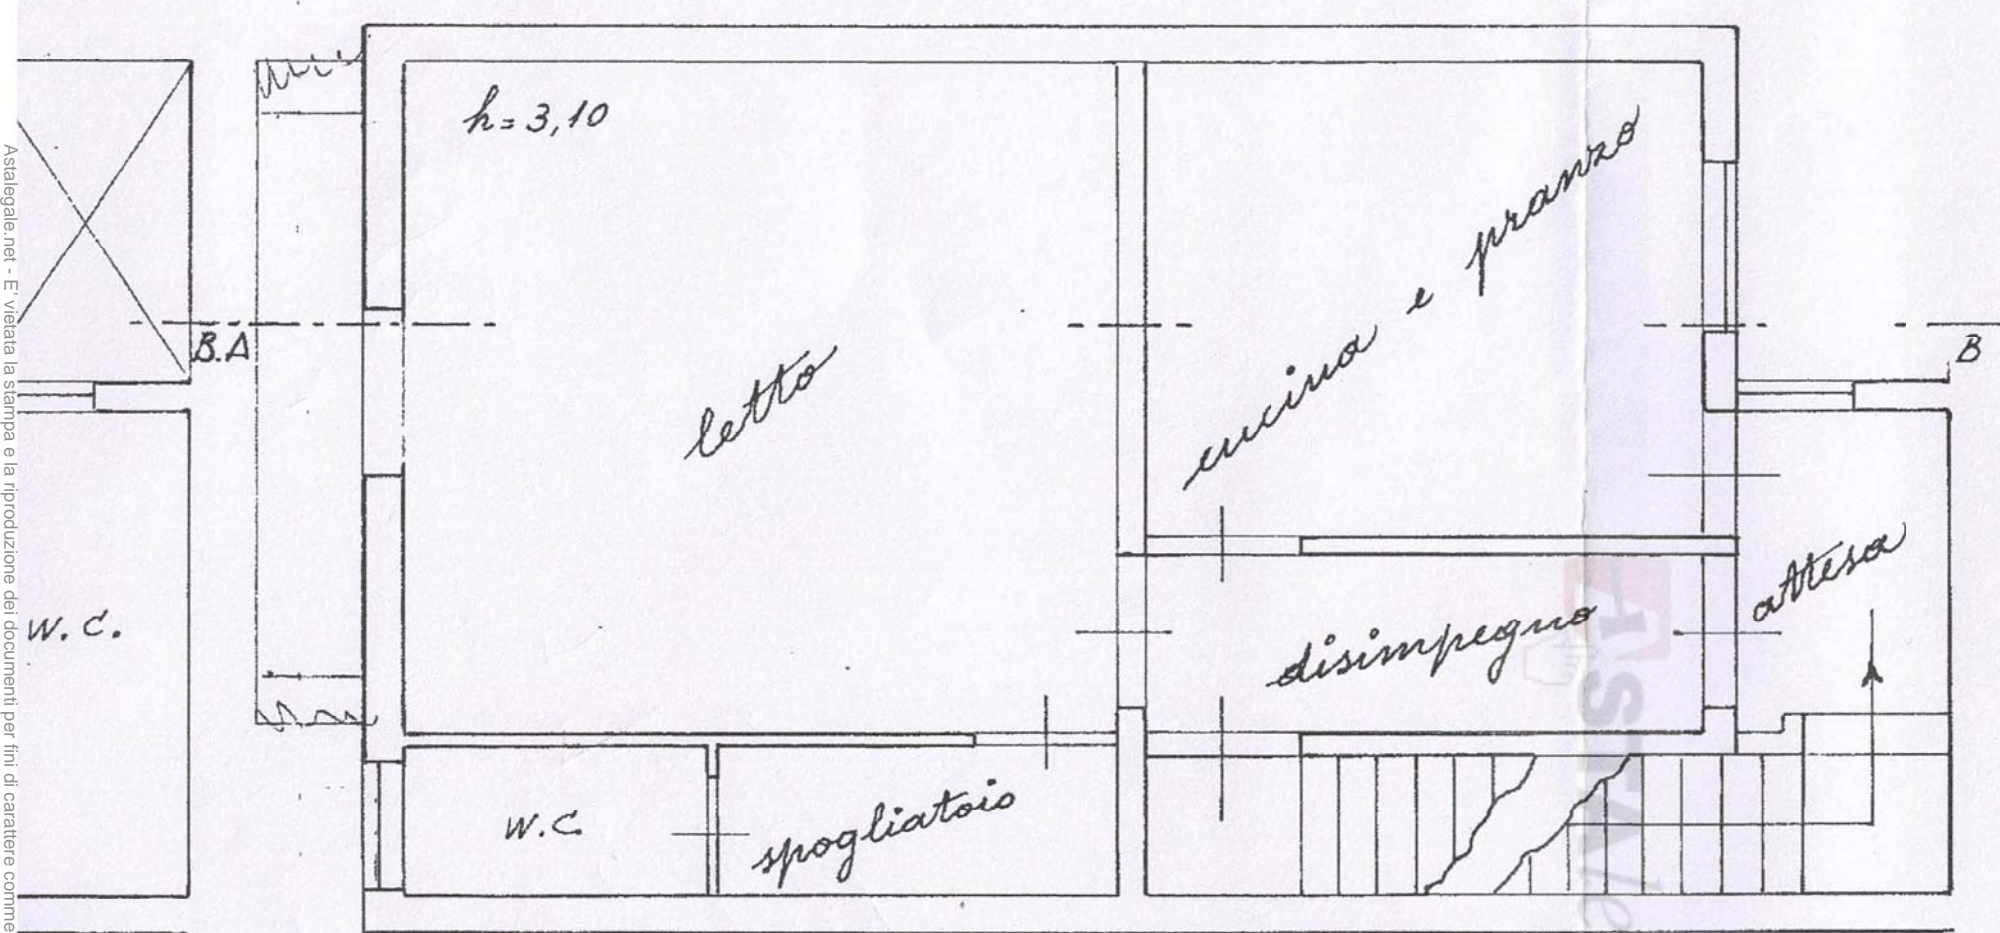 Astalegale.net - E' vietata la stampa e la riproduzione dei documenti per fini di carattere comme
h=3,10
cucina e pranzo
B.A
B
letto
attesa
w.c.
disimpegno
w.c
spogliatoio
ASTAle